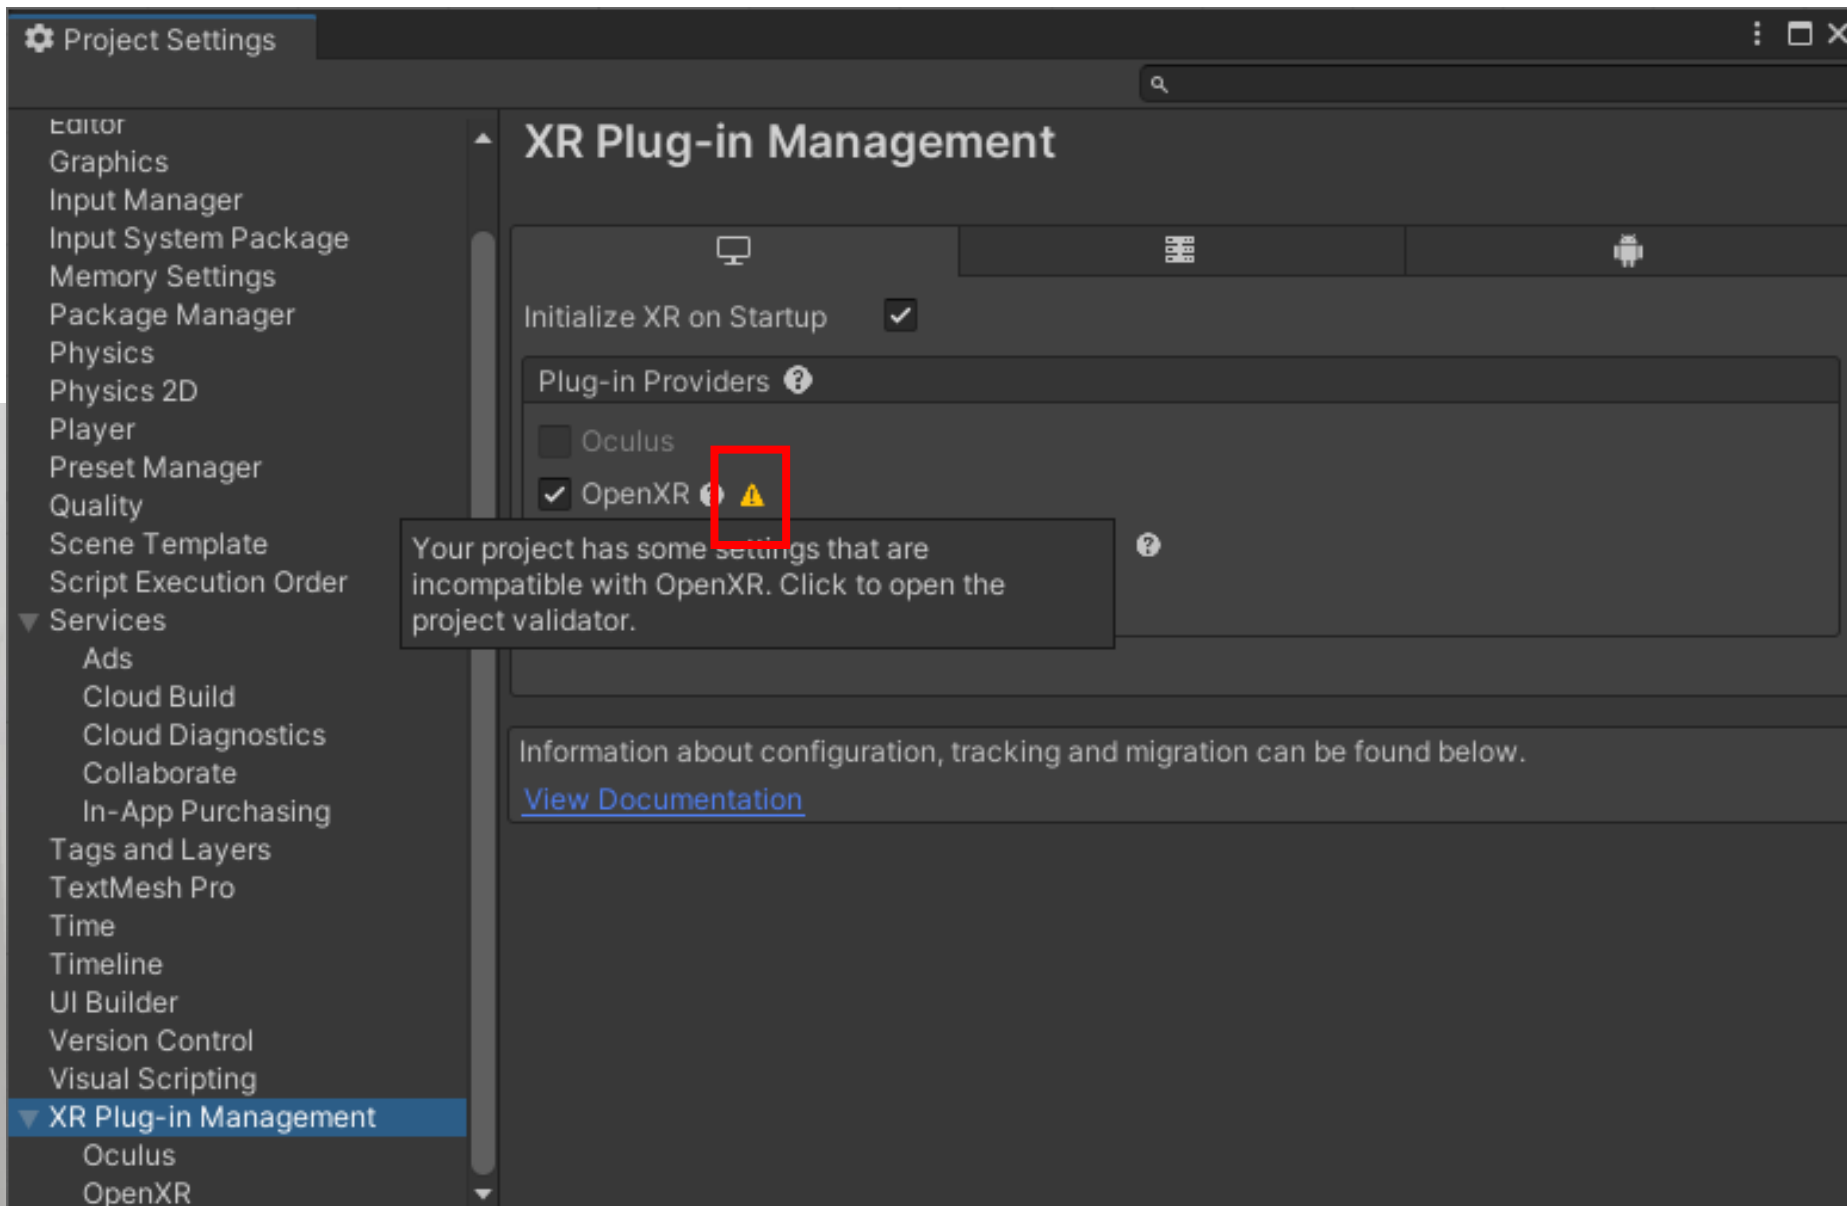 Project Settings
Editor
Graphics
Input Manager
Input System Package
Memory Settings
Package Manager
Physics
Physics 2D
Player
Preset Manager
Quality
Scene Template
Script Execution Order
Services
Ads
Cloud Build
Cloud Diagnostics
Collaborate
In-App Purchasing
Tags and Layers
TextMesh Pro
Time
Timeline
UI Builder
Version Control
Visual Scripting
XR Plug-in Management
Oculus
OpenXR
XR Plug-in Management
Initialize XR on Startup
Plug-in Providers
Oculus
OpenXR
Your project has some settings that are
incompatible with OpenXR. Click to open the
project validator.
Information about configuration, tracking and migration can be found below.
View Documentation